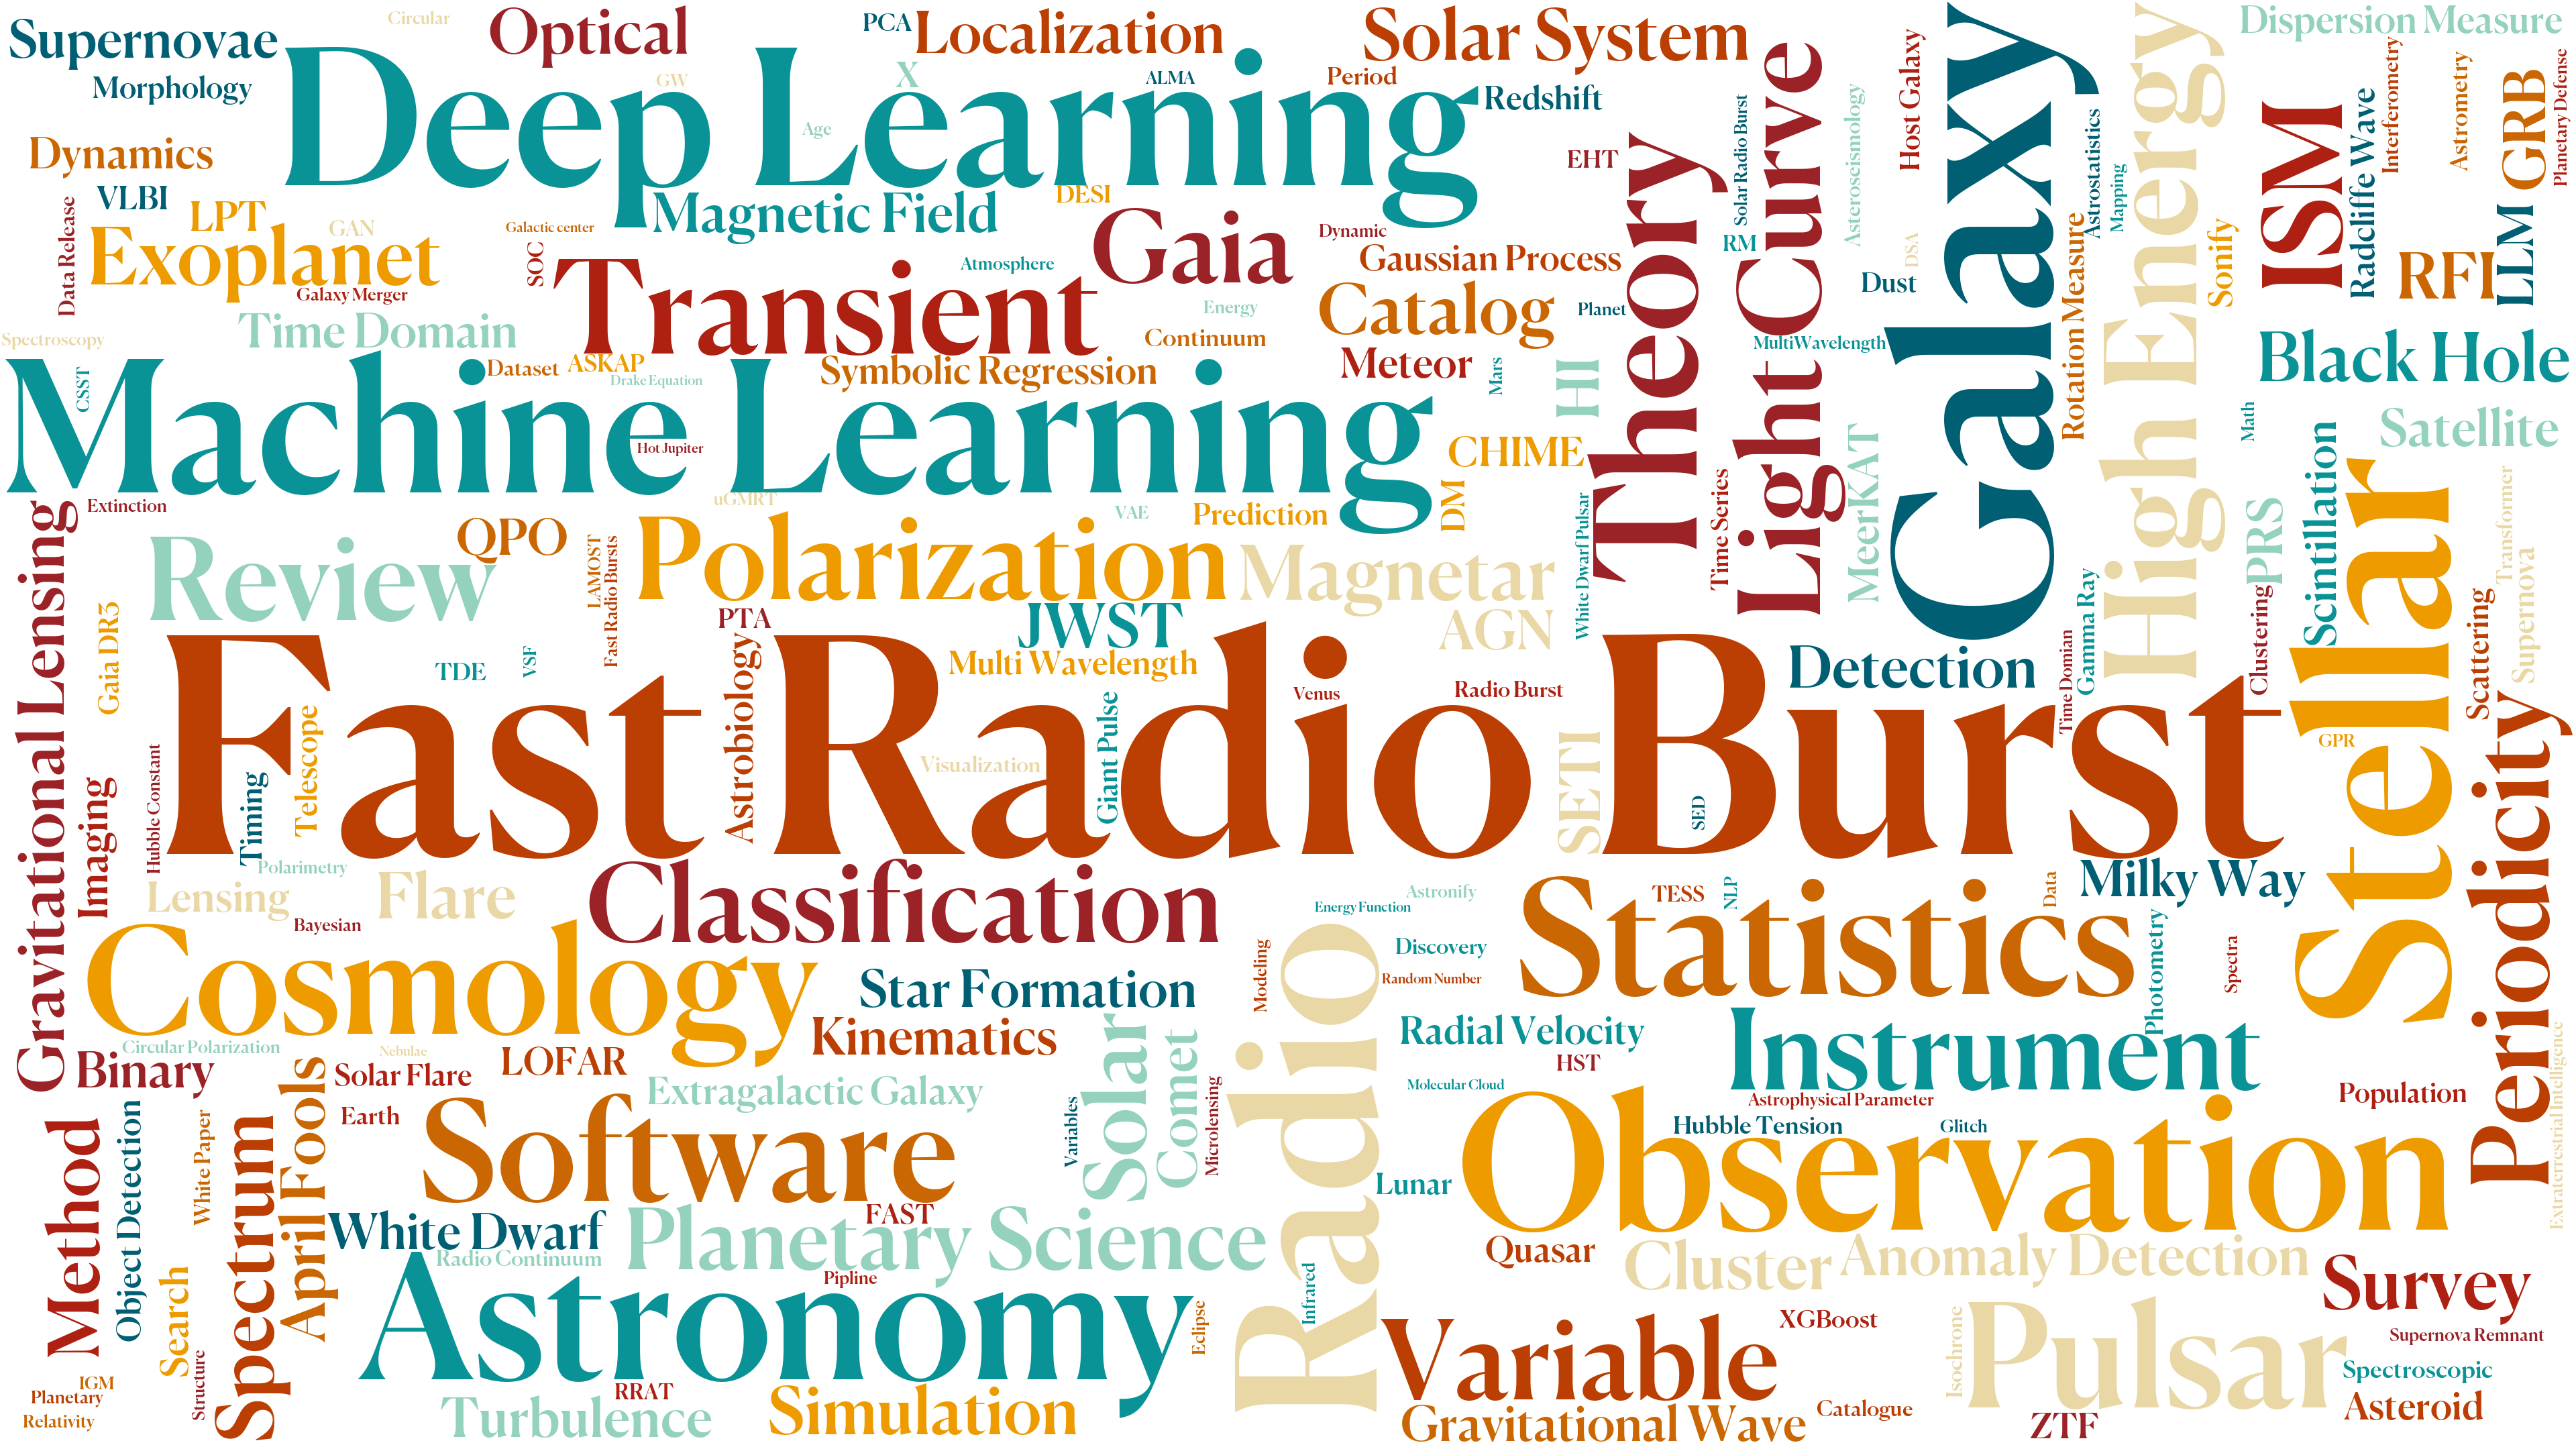 Supernovae
Circular
Optical
PCA
Localization
Solar System
Dispersion Measure
Morphology
Deep Learning
GW
X
ALMA
Period
Redshift
Age
Dynamics
VLBI
LPT
GAN
Exoplanet
Data Release
Galaxy Merger
Galactic center
SOC
Magnetic Field
DESI
EHT
Gaia
Dynamic
Gaussian Process
Transient
Atmosphere
Energy
Continuum
Catalog
Planet
Meteor
Mars
HI
Theory
Light Curve
Solar Radio Burst
RM
Asteroseismology
Host Galaxy
Dust
DSA
MultiWavelength
Galaxy
Astrostatistics
Mapping
Rotation Measure
High Energy
Sonify
ISM
Radcliffe Wave
Interferometry
Astrometry
GRB
Planetary Defense
LLM
RFI
Black Hole
Math
Satellite
Time Domain
Spectroscopy
CSST
Dataset
ASKAP
Drake Equation
Symbolic Regression
Machine Learning
Hot Jupiter
CHIME
Extinction
uGMRT
VAE
Prediction
DM
White Dwarf Pulsar
Time Series
MeerKAT
PRS
Scintillation
Transformer
Supernova
Gravitational Lensing
Review
QPO
LAMOST
Fast Radio Bursts
Polarization
Magnetar
AGN
PTA
JWST
Multi Wavelength
Gaia DR3
TDE
VSF
Astrobiology
Giant Pulse
Venus
Radio Burst
Detection
Time Domian
Gamma Ray
Clustering
Scattering
Stellar
GPR
Periodicity
Fast Radio Burst
Imaging
Hubble Constant
Timing
Telescope
Visualization
SETI
SED
Polarimetry
Lensing
Flare
Bayesian
Classification
Energy Function
Astronify
TESS
NLP
Data
Milky Way
Statistics
Discovery
Random Number
Modeling
Photometry
Spectra
Cosmology
Star Formation
Kinematics
Radial Velocity
Instrument
HST
Circular Polarization
Nebulae
Binary
Solar Flare
LOFAR
Earth
Extragalactic Galaxy
Solar
Comet
Variables
Microlensing
Radio
Molecular Cloud
Astrophysical Parameter
Hubble Tension
Glitch
Population
Extraterrestrial Intelligence
Method
Object Detection
White Paper
Spectrum
April Fools
Software
Lunar
Observation
White Dwarf
FAST
Planetary Science
Radio Continuum
Pipline
Quasar
Cluster
Anomaly Detection
Survey
Search
Structure
Astronomy
Eclipse
Infrared
XGBoost
Variable
Isochrone
Pulsar
Supernova Remnant
Spectroscopic
IGM
Planetary
Relativity
RRAT
Turbulence
Simulation
Gravitational Wave
Catalogue
ZTF
Asteroid